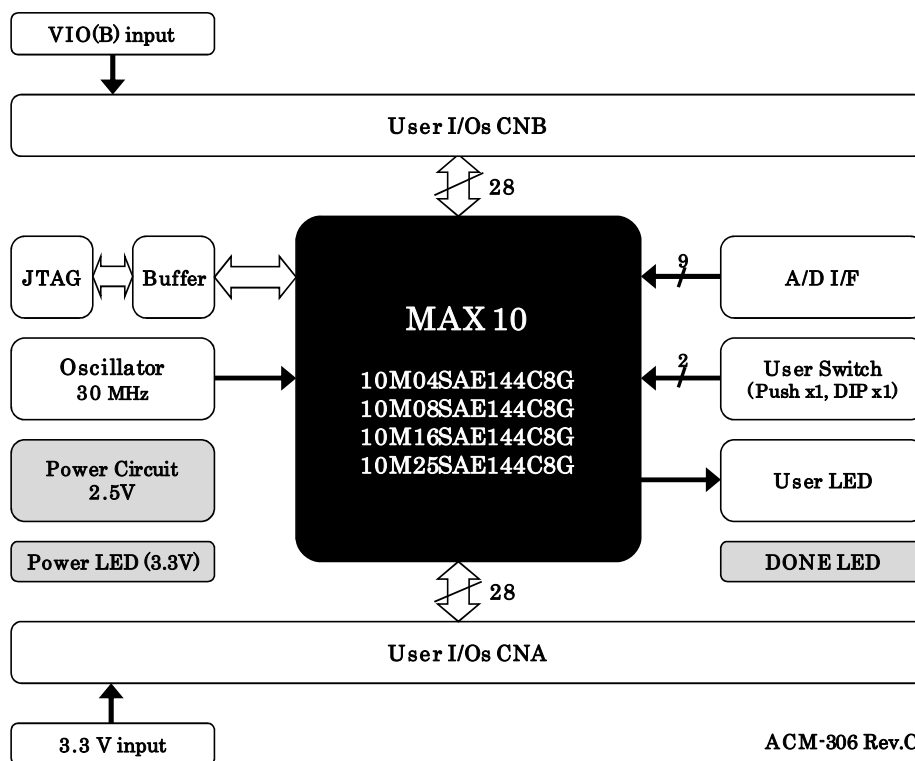 VIO(B) input
User I/Os CNB
28
JTAG
Buffer
9
A/D I/F
MAX 10
Oscillator
30 MHz
10M04SAE144C8G
10M08SAE144C8G
10M16SAE144C8G
10M25SAE144C8G
2
User Switch
(Push x1, DIP x1)
Power Circuit
2.5V
User LED
Power LED (3.3V)
DONE LED
28
User I/Os CNA
3.3 V input
ACM-306 Rev.C